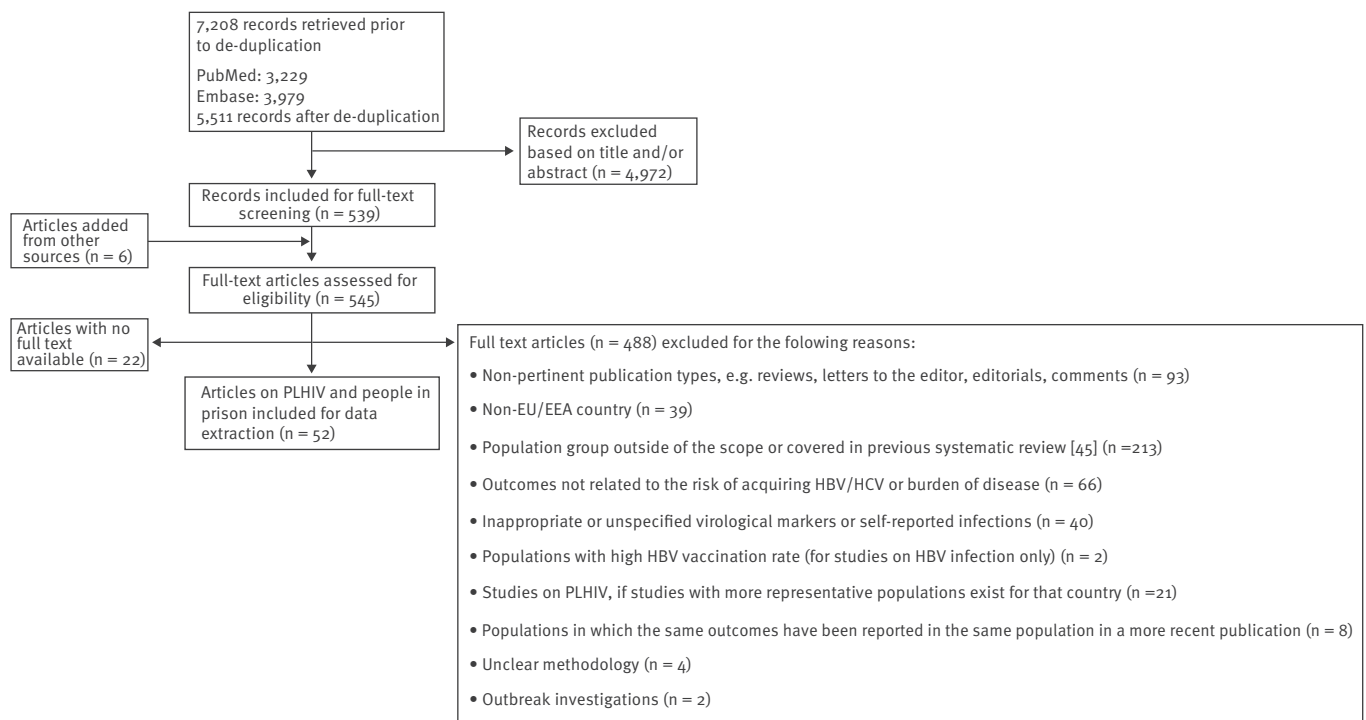 7,208 records retrieved prior
to de-duplication
PubMed: 3,229
Embase: 3,979
5,511 records after de-duplication
Records excluded
based on title and/or
abstract (n = 4,972)
Records included for full-text
screening (n = 539)
Articles added
from other
sources (n = 6)
Full-text articles assessed for
eligibility (n = 545)
Articles with no
full text
available (n = 22)
Full text articles (n = 488) excluded for the folowing reasons:
• Non-pertinent publication types, e.g. reviews, letters to the editor, editorials, comments (n = 93)
• Non-EU/EEA country (n = 39)
• Population group outside of the scope or covered in previous systematic review [45] (n =213)
• Outcomes not related to the risk of acquiring HBV/HCV or burden of disease (n = 66)
• Inappropriate or unspecified virological markers or self-reported infections (n = 40)
• Populations with high HBV vaccination rate (for studies on HBV infection only) (n = 2)
• Studies on PLHIV, if studies with more representative populations exist for that country (n =21)
• Populations in which the same outcomes have been reported in the same population in a more recent publication (n = 8)
• Unclear methodology (n = 4)
• Outbreak investigations (n = 2)
Articles on PLHIV and people in
prison included for data
extraction (n = 52)